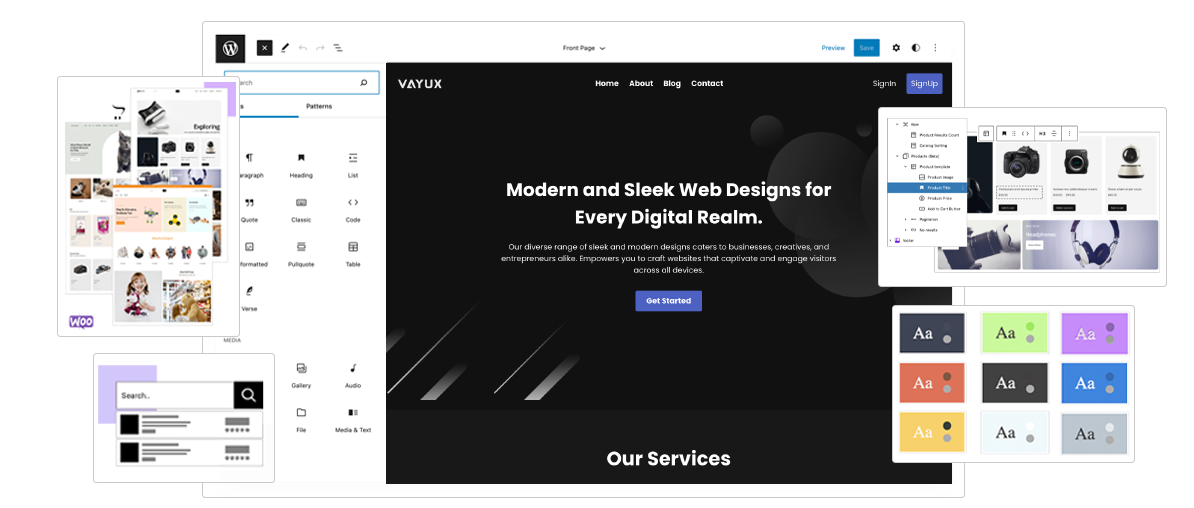 Front Page
Preview
Save
Patterns
Heading
List
Quote
Classic
Code
Pullquote
Table
Verse
MEDIA
Gallery
Audio
File
Media & Text
VAYUX
Home About Blog Contact
SignIn
SignUp
Modern and Sleek Web Designs for
Every Digital Realm.
Our diverse range of sleek and modern designs caters to businesses, creatives, and
entrepreneurs alike. Empowers you to craft websites that captivate and engage visitors
across all devices.
Get Started
Our Services
Exploring
WOO
Search..
Product Results Count
Catalog Sorting
Products (Beta)
Product template
Product Image
Product Title
Product Price
Add to Cart Button
Pagination
No results
footer
H3
Headphones
Aa Aa Aa
Aa Aa Aa
Aa Aa Aa